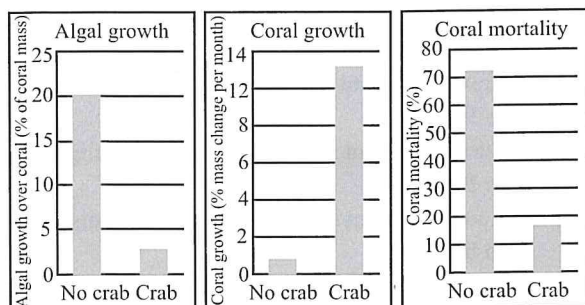 Algal growth
Algal growth over coral (% of coral mass)
25
20
15
10
5
0
No crab Crab
Coral growth
Coral growth (% mass change per month)
14
12
10
8
6
4
2
0
No crab Crab
Coral mortality
Coral mortality (%)
80
70
60
50
40
30
20
10
0
No crab Crab